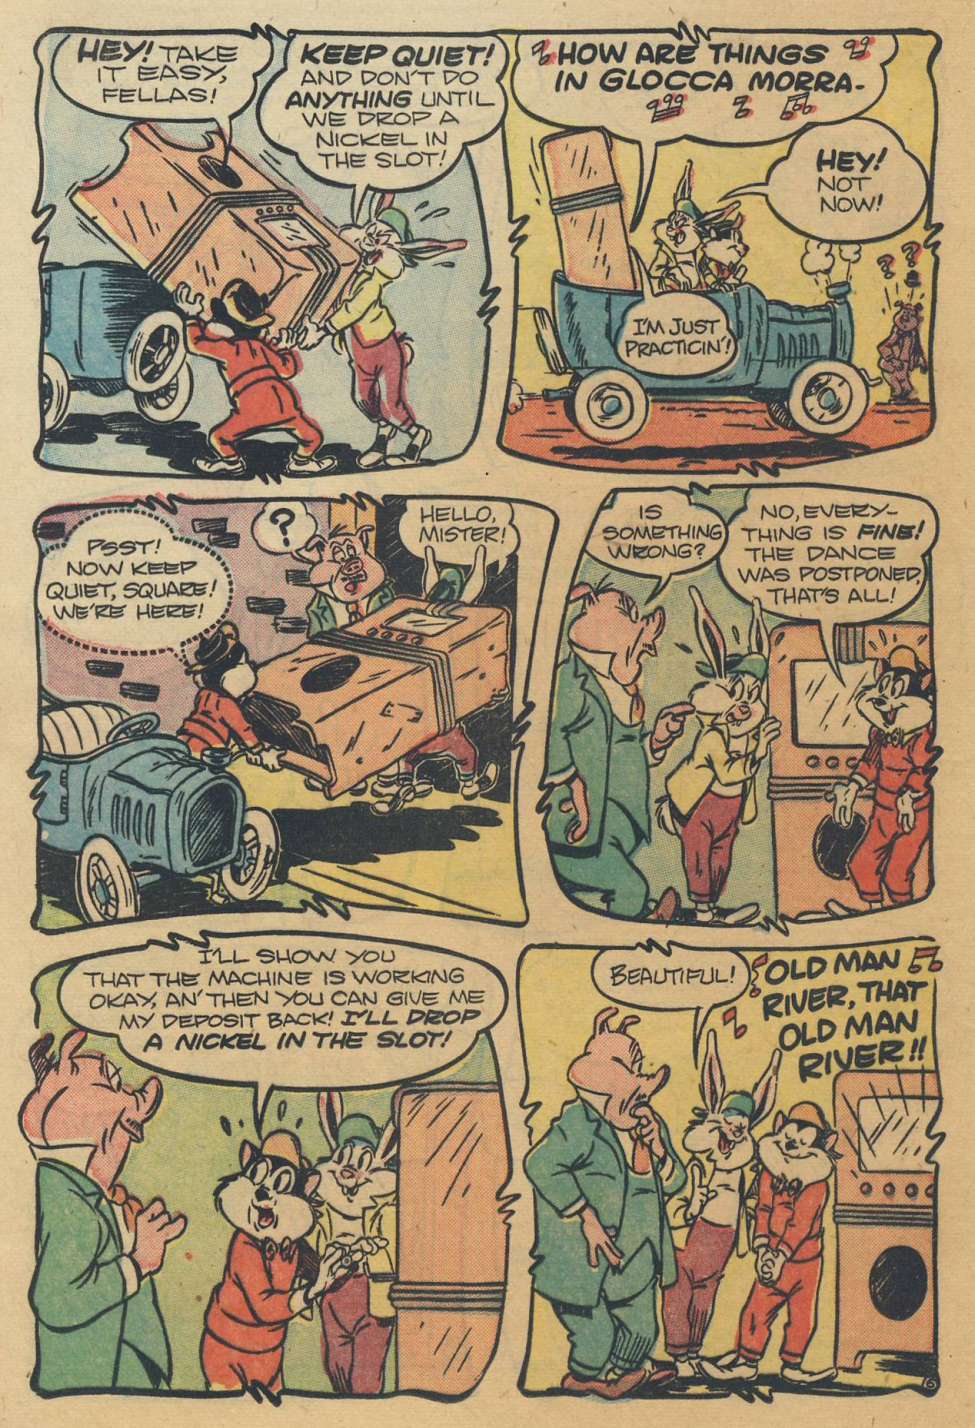 HEY! TAKE
IT EASY,
FELLAS!
KEEP QUIET!
AND DON'T DO
ANYTHING UNTIL
WE DROP A
NICKEL IN
THE SLOT!
HOW ARE THINGS
IN GLOCCA MORRA-
HEY!
NOT
NOW!
I'M JUST
PRACTICIN'!
?
?
PSST!
NOW KEEP
QUIET, SQUARE!
WE'RE HERE!
?
HELLO,
MISTER!
IS
SOMETHING
WRONG?
NO, EVERY-
THING IS FINE!
THE DANCE
WAS POSTPONED,
THAT'S ALL!
I'LL SHOW YOU
THAT THE MACHINE IS WORKING
OKAY, AN' THEN YOU CAN GIVE ME
MY DEPOSIT BACK! I'LL DROP
A NICKEL IN THE SLOT!
BEAUTIFUL!
OLD MAN
RIVER, THAT
OLD MAN
RIVER!!
6